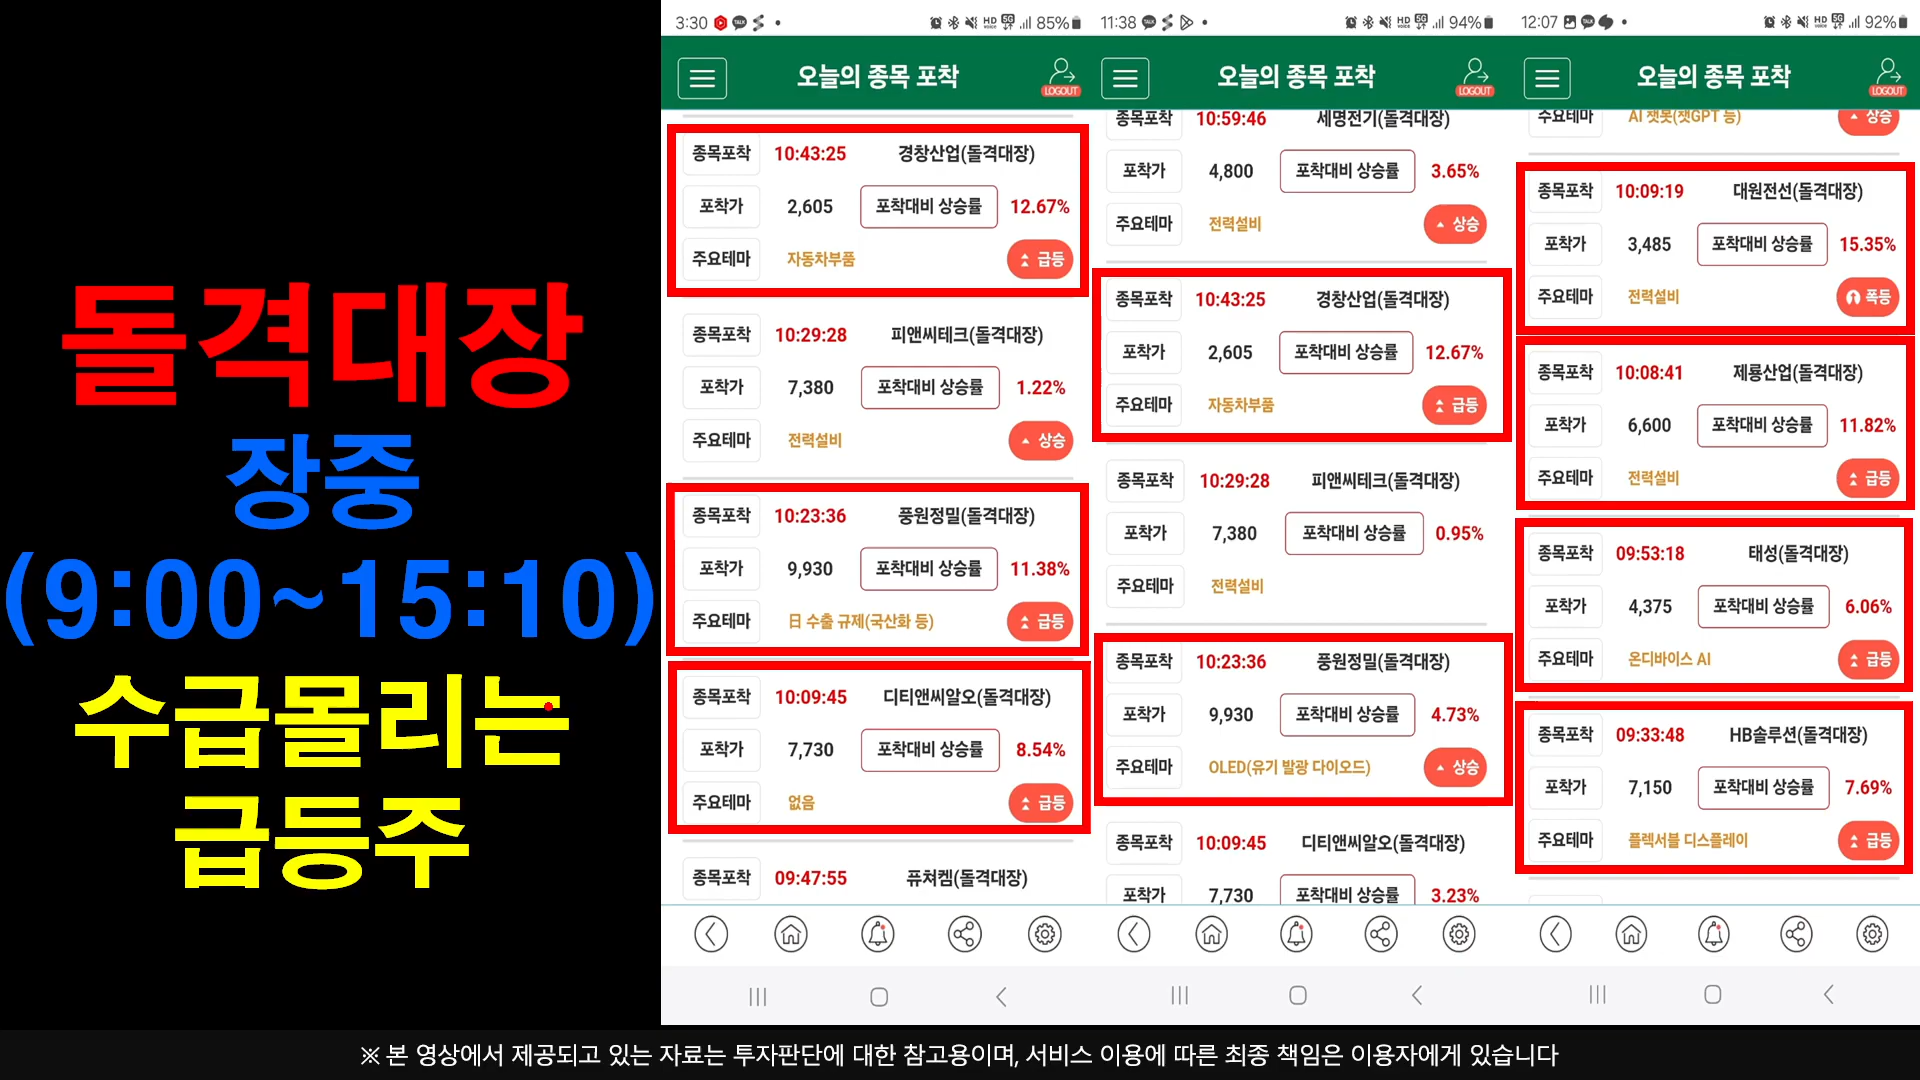 돌격대장
장중
(9:00~15:10)
수급몰리는
급등주
3:30 TALK HD VOICE 5G 85%
오늘의 종목 포착
LOGOUT
종목포착 10:43:25 경창산업(돌격대장)
포착가 2,605 포착대비 상승률 12.67%
주요테마 자동차부품 급등
종목포착 10:29:28 피앤씨테크(돌격대장)
포착가 7,380 포착대비 상승률 1.22%
주요테마 전력설비 상승
종목포착 10:23:36 풍원정밀(돌격대장)
포착가 9,930 포착대비 상승률 11.38%
주요테마 日 수출 규제(국산화 등) 급등
종목포착 10:09:45 디티앤씨알오(돌격대장)
포착가 7,730 포착대비 상승률 8.54%
주요테마 없음 급등
종목포착 09:47:55 퓨쳐켐(돌격대장)
11:38 TALK HD VOICE 5G 94%
오늘의 종목 포착
LOGOUT
종목포착 10:59:46 세명전기(돌격대장)
포착가 4,800 포착대비 상승률 3.65%
주요테마 전력설비 상승
종목포착 10:43:25 경창산업(돌격대장)
포착가 2,605 포착대비 상승률 12.67%
주요테마 자동차부품 급등
종목포착 10:29:28 피앤씨테크(돌격대장)
포착가 7,380 포착대비 상승률 0.95%
주요테마 전력설비
종목포착 10:23:36 풍원정밀(돌격대장)
포착가 9,930 포착대비 상승률 4.73%
주요테마 OLED(유기 발광 다이오드) 상승
종목포착 10:09:45 디티앤씨알오(돌격대장)
포착가 7,730 포착대비 상승률 3.23%
12:07 TALK HD VOICE 5G 92%
오늘의 종목 포착
LOGOUT
주요테마 AI 챗봇(챗GPT 등) 상승
종목포착 10:09:19 대원전선(돌격대장)
포착가 3,485 포착대비 상승률 15.35%
주요테마 전력설비 폭등
종목포착 10:08:41 제룡산업(돌격대장)
포착가 6,600 포착대비 상승률 11.82%
주요테마 전력설비 급등
종목포착 09:53:18 태성(돌격대장)
포착가 4,375 포착대비 상승률 6.06%
주요테마 온디바이스 AI 급등
종목포착 09:33:48 HB솔루션(돌격대장)
포착가 7,150 포착대비 상승률 7.69%
주요테마 플렉서블 디스플레이 급등
※ 본 영상에서 제공되고 있는 자료는 투자판단에 대한 참고용이며, 서비스 이용에 따른 최종 책임은 이용자에게 있습니다